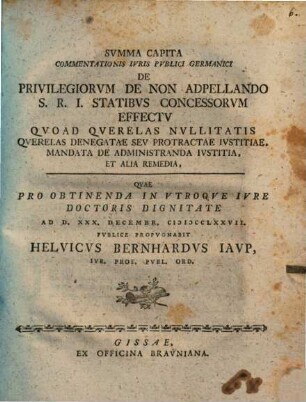 6.
SVMMA CAPITA
COMMENTATIONIS IVRIS PVBLICI GERMANICI
DE
PRIVILEGIORVM DE NON ADPELLANDO
S. R. I. STATIBVS CONCESSORVM
EFFECTV
QVOAD QVERELAS NVLLITATIS
QVERELAS DENEGATAE SEV PROTRACTAE IVSTITIAE,
MANDATA DE ADMINISTRANDA IVSTITIA,
ET ALIA REMEDIA,
QVAE
PRO OBTINENDA IN VTROQVE IVRE
DOCTORIS DIGNITATE
AD D. XXX. DECEMBR. CIƆIƆCCLXXVII.
PVBLICE PROPVGNABIT
HELVICVS BERNHARDVS IAVP,
IVR. PROF. PVBL. ORD.
GISSAE,
EX OFFICINA BRAVNIANA.